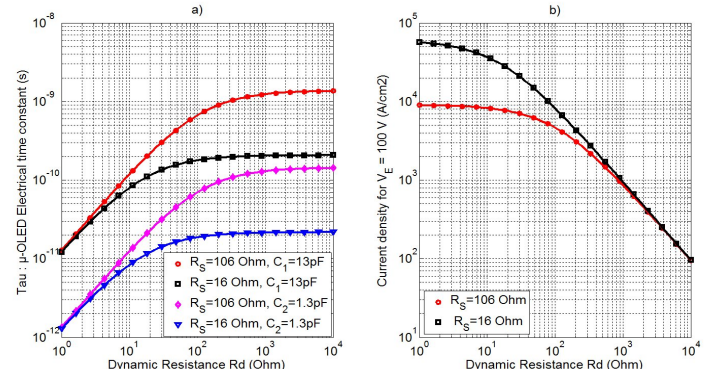 a)
Tau : µ-OLED Electrical time constant (s)
10^-8
10^-9
10^-10
10^-11
10^-12
R_S=106 Ohm, C_1=13pF
R_S=16 Ohm, C_1=13pF
R_S=106 Ohm, C_2=1.3pF
R_S=16 Ohm, C_2=1.3pF
10^0 10^1 10^2 10^3 10^4
Dynamic Resistance Rd (Ohm)
b)
Current density for V_E = 100 V (A/cm2)
10^5
10^4
10^3
10^2
10^1
R_S=106 Ohm
R_S=16 Ohm
10^0 10^1 10^2 10^3 10^4
Dynamic Resistance Rd (Ohm)